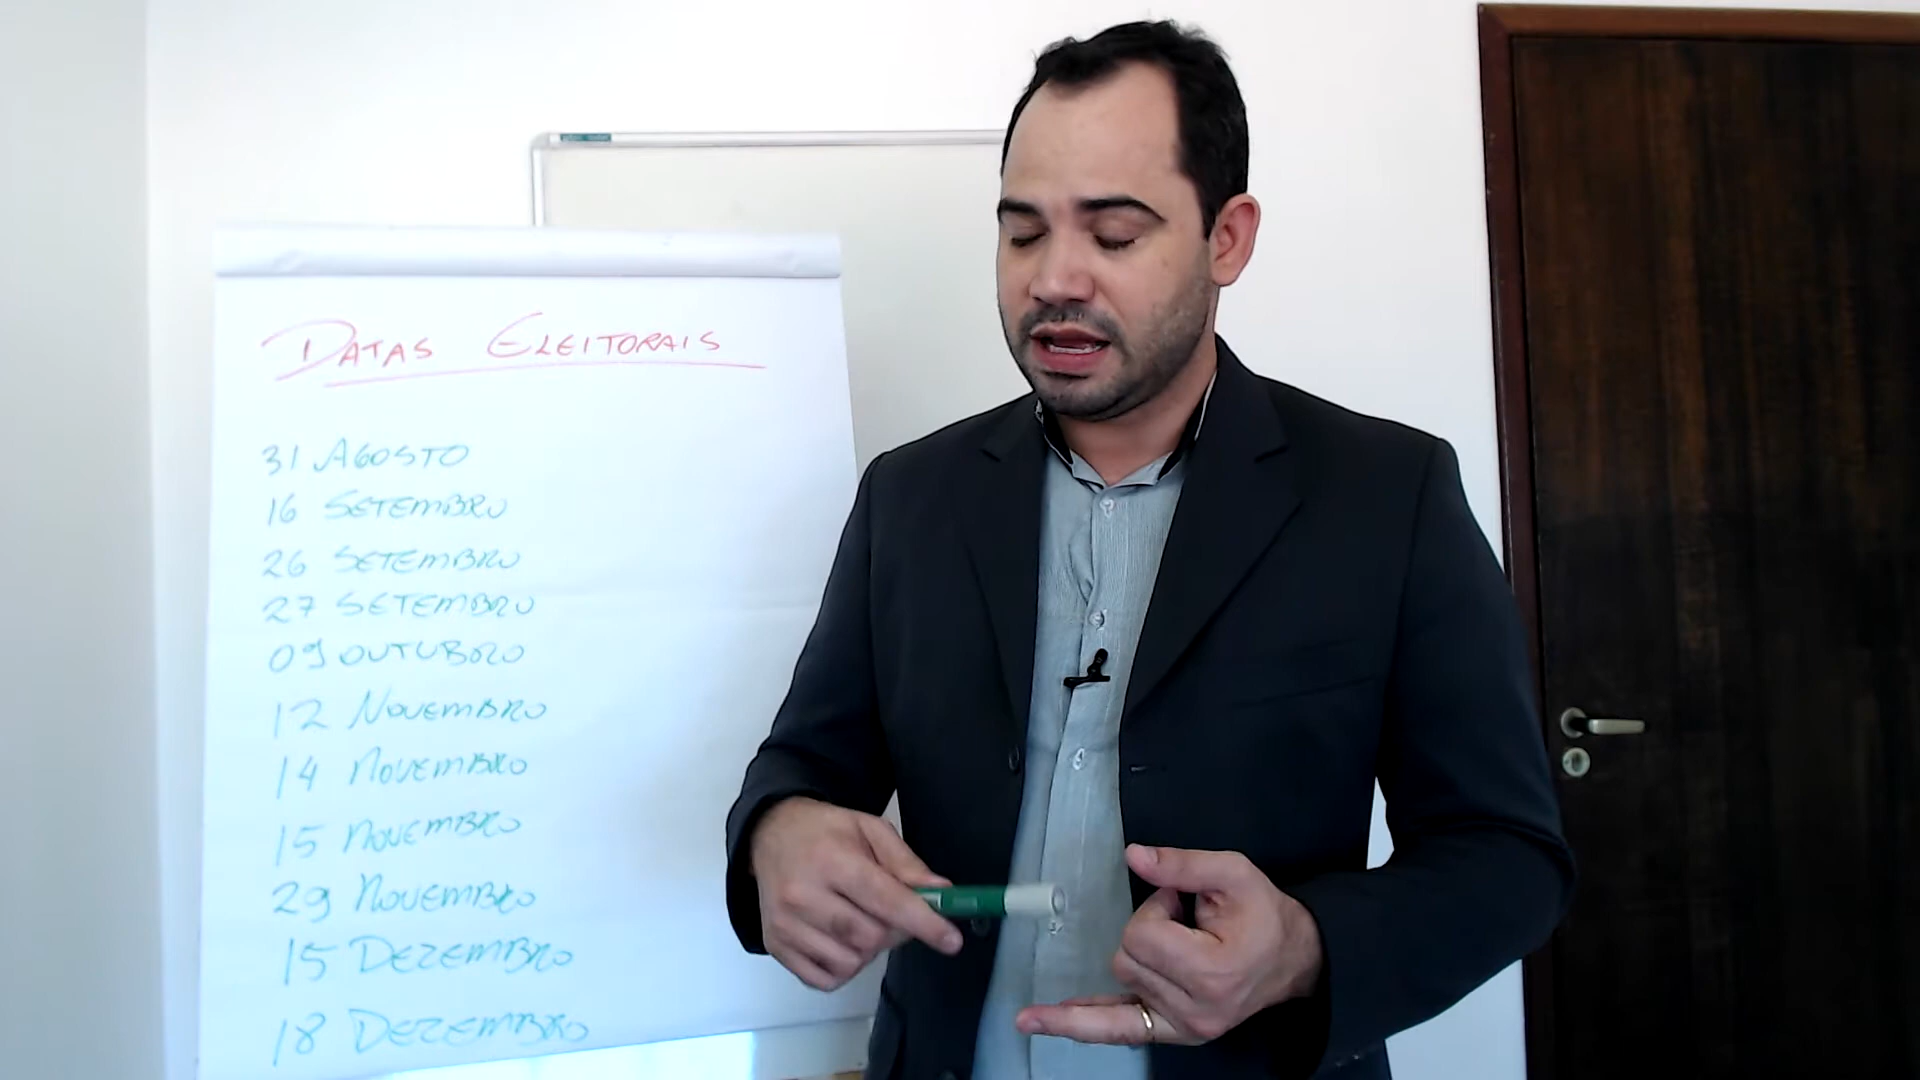 DATAS ELEITORAIS
31 AGOSTO
16 SETEMBRO
26 SETEMBRO
27 SETEMBRO
09 OUTUBRO
12 NOVEMBRO
14 NOVEMBRO
15 NOVEMBRO
29 NOVEMBRO
15 DEZEMBRO
18 DEZEMBRO